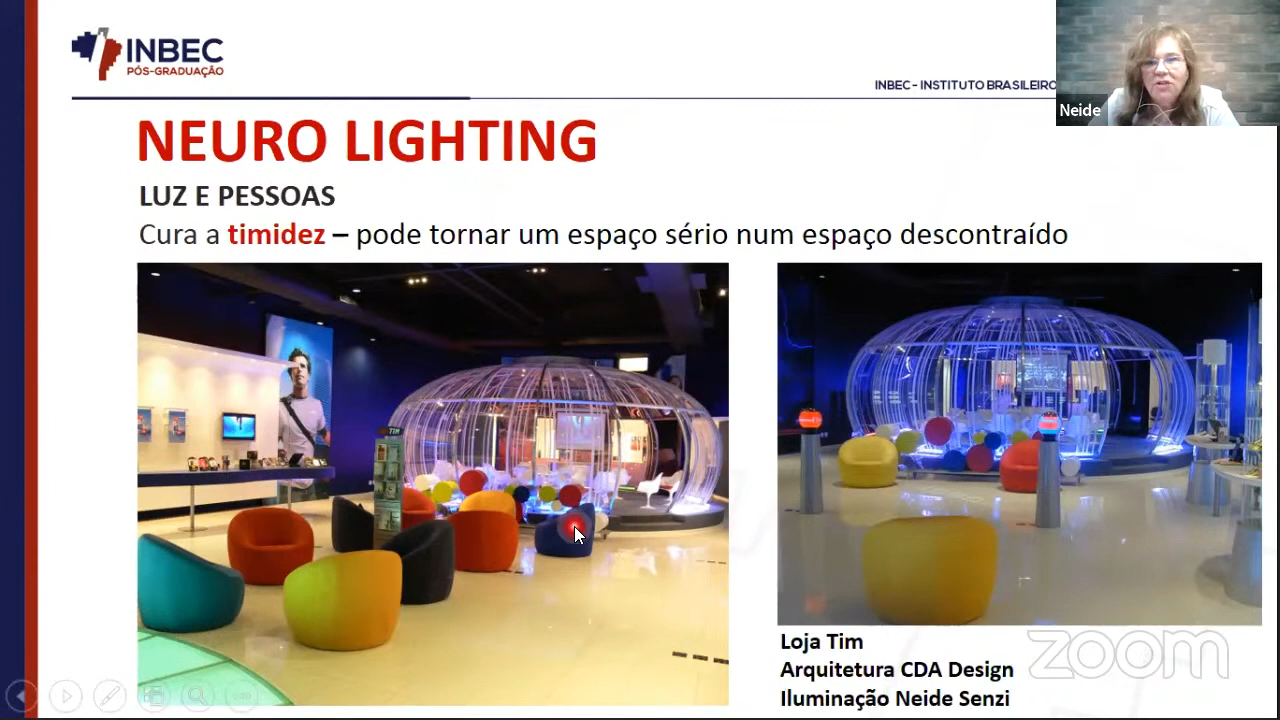 INBEC
PÓS-GRADUAÇÃO
INBEC - INSTITUTO BRASILEIRO
Neide
NEURO LIGHTING
LUZ E PESSOAS
Cura a timidez – pode tornar um espaço sério num espaço descontraído
TIM
Loja Tim
Arquitetura CDA Design
Iluminação Neide Senzi
zoom